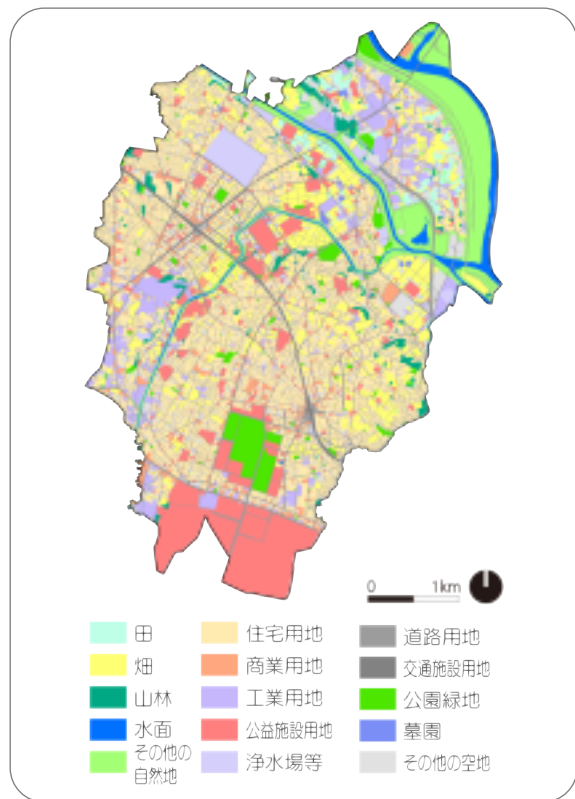 0 1km
田 住宅用地 道路用地
畑 商業用地 交通施設用地
山林 工業用地 公園緑地
水面 公益施設用地 墓園
その他の
自然地 浄水場等 その他の空地